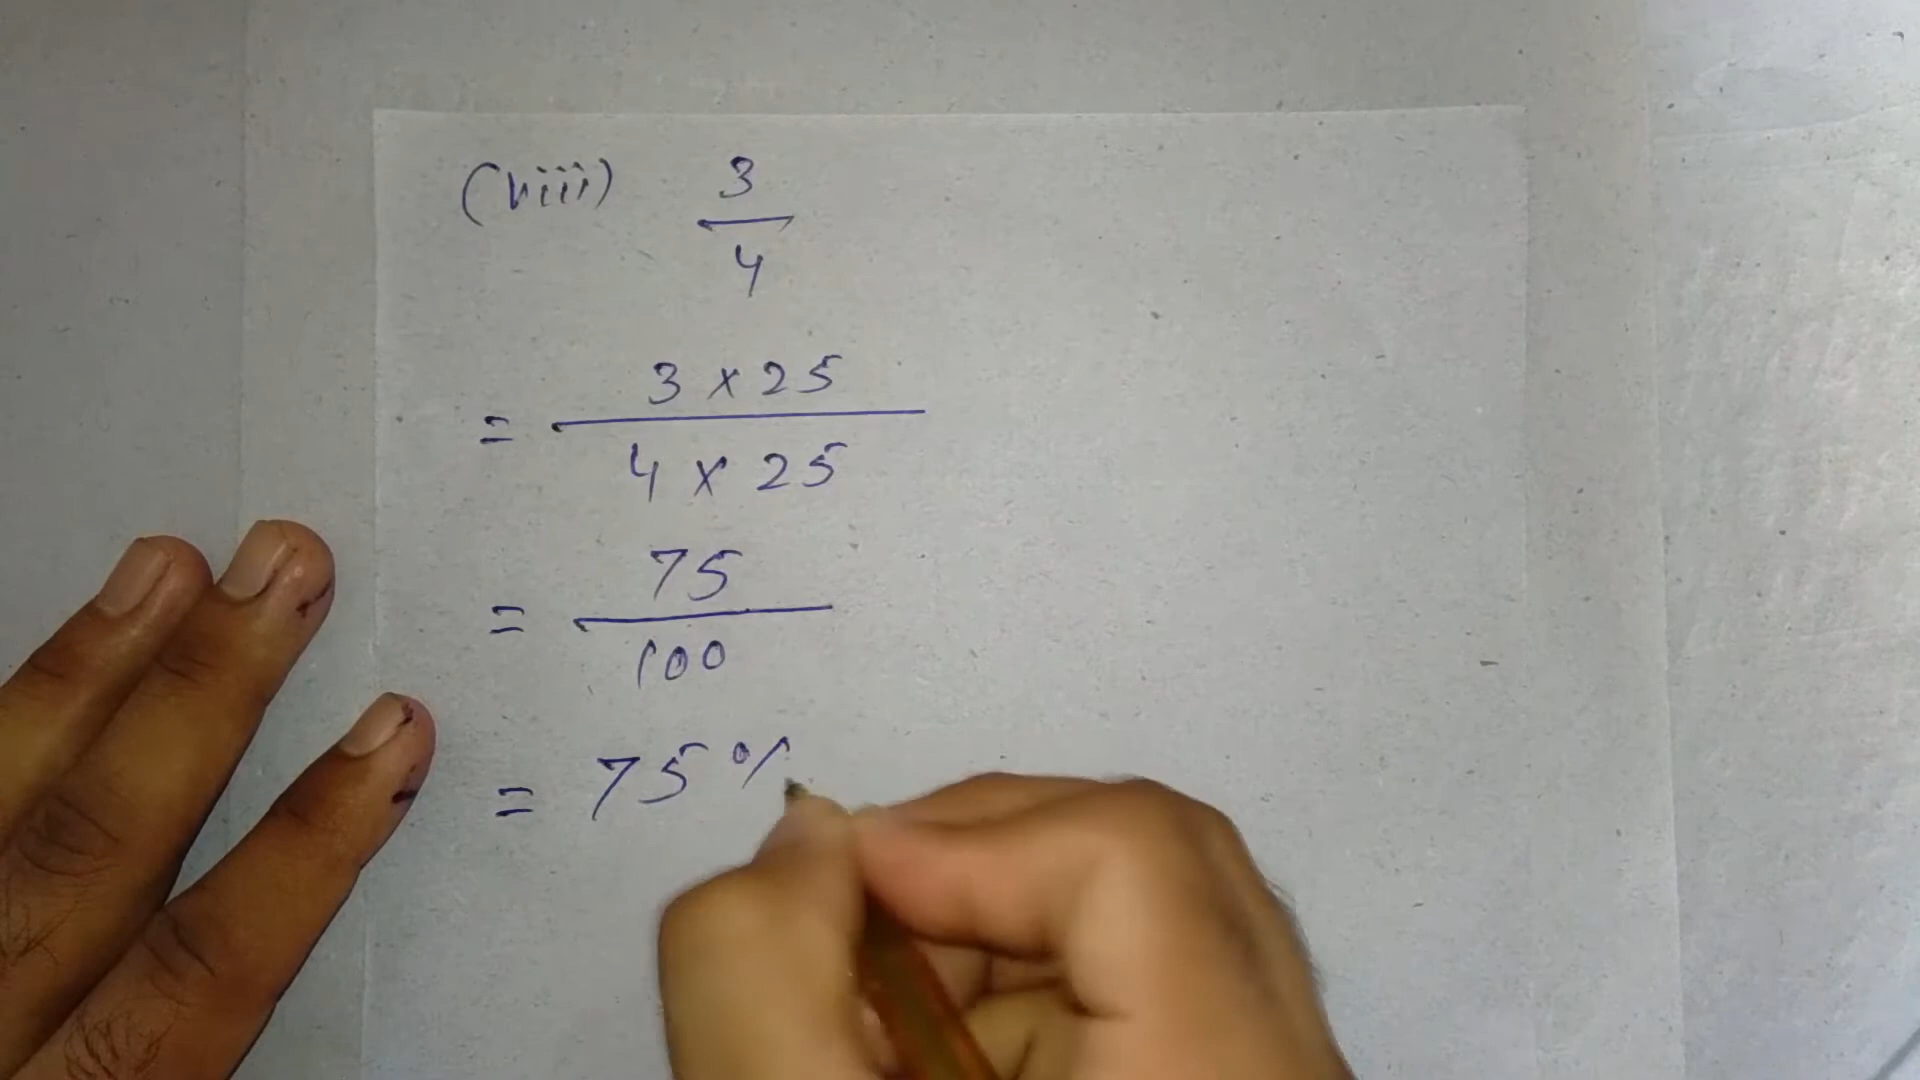 (viii) 3/4
= 3 x 25 / 4 x 25
= 75/100
= 75%